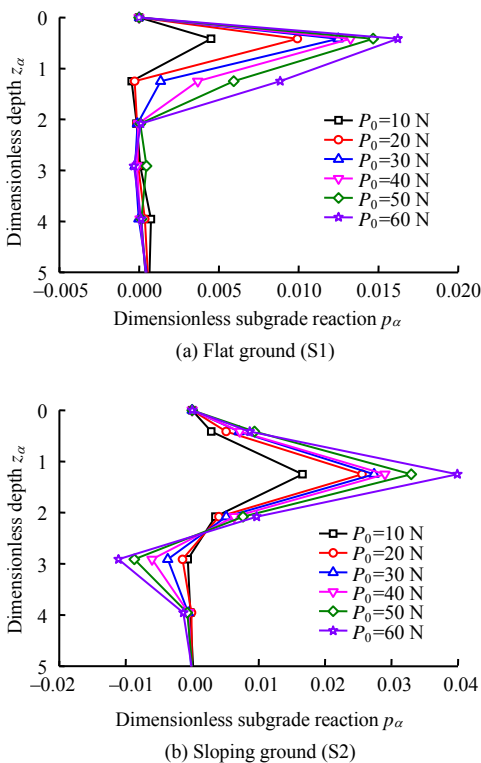 0
1
2
3
4
5
Dimensionless depth zα
P0=10 N
P0=20 N
P0=30 N
P0=40 N
P0=50 N
P0=60 N
−0.005 0.000 0.005 0.010 0.015 0.020
Dimensionless subgrade reaction pα
(a) Flat ground (S1)
0
1
2
3
4
5
Dimensionless depth zα
P0=10 N
P0=20 N
P0=30 N
P0=40 N
P0=50 N
P0=60 N
−0.02 −0.01 0.00 0.01 0.02 0.03 0.04
Dimensionless subgrade reaction pα
(b) Sloping ground (S2)